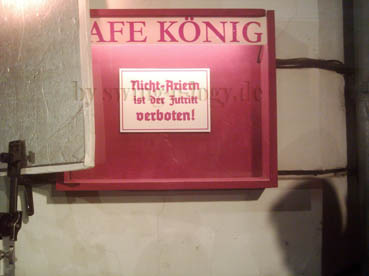 AFE KÖNIG
Nicht-Ariern
ist der Zutritt
verboten!